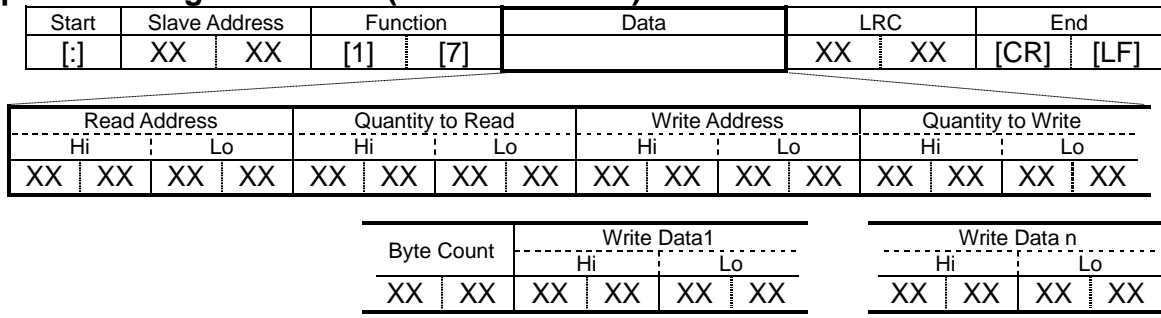 Start Slave Address Function Data LRC End
[:] XX XX [1] [7] XX XX [CR] [LF]
Read Address Quantity to Read Write Address Quantity to Write
Hi Lo Hi Lo Hi Lo Hi Lo
XX XX XX XX XX XX XX XX XX XX XX XX XX XX XX XX
Byte Count Write Data1 Write Data n
Hi Lo Hi Lo
XX XX XX XX XX XX XX XX XX XX